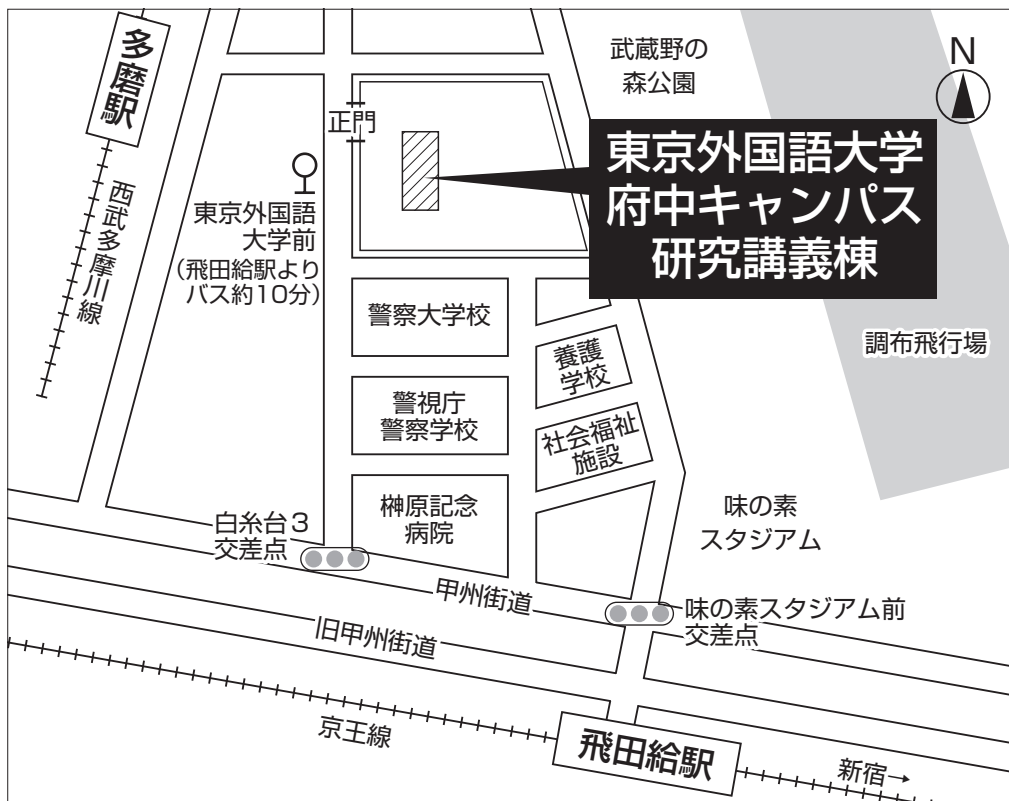 多磨駅
西武多摩川線
正門
東京外国語
大学前
（飛田給駅より
バス約10分）
武蔵野の
森公園
N
東京外国語大学
府中キャンパス
研究講義棟
調布飛行場
警察大学校
養護
学校
警視庁
警察学校
社会福祉
施設
榊原記念
病院
味の素
スタジアム
白糸台3
交差点
甲州街道
味の素スタジアム前
交差点
旧甲州街道
京王線
飛田給駅
新宿→